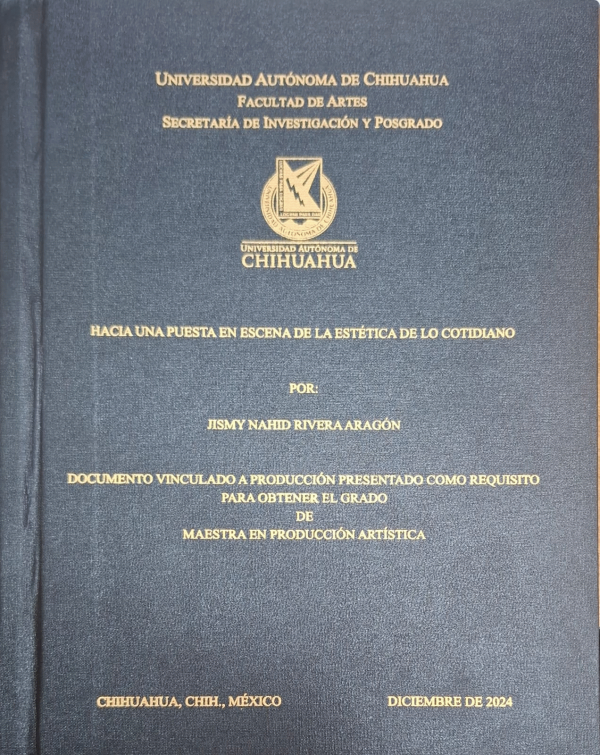 UNIVERSIDAD AUTÓNOMA DE CHIHUAHUA
FACULTAD DE ARTES
SECRETARÍA DE INVESTIGACIÓN Y POSGRADO
UNIVERSIDAD AUTÓNOMA DE
CHIHUAHUA
HACIA UNA PUESTA EN ESCENA DE LA ESTÉTICA DE LO COTIDIANO
POR:
JISMY NAHID RIVERA ARAGÓN
DOCUMENTO VINCULADO A PRODUCCIÓN PRESENTADO COMO REQUISITO
PARA OBTENER EL GRADO
DE
MAESTRA EN PRODUCCIÓN ARTÍSTICA
CHIHUAHUA, CHIH., MÉXICO DICIEMBRE DE 2024